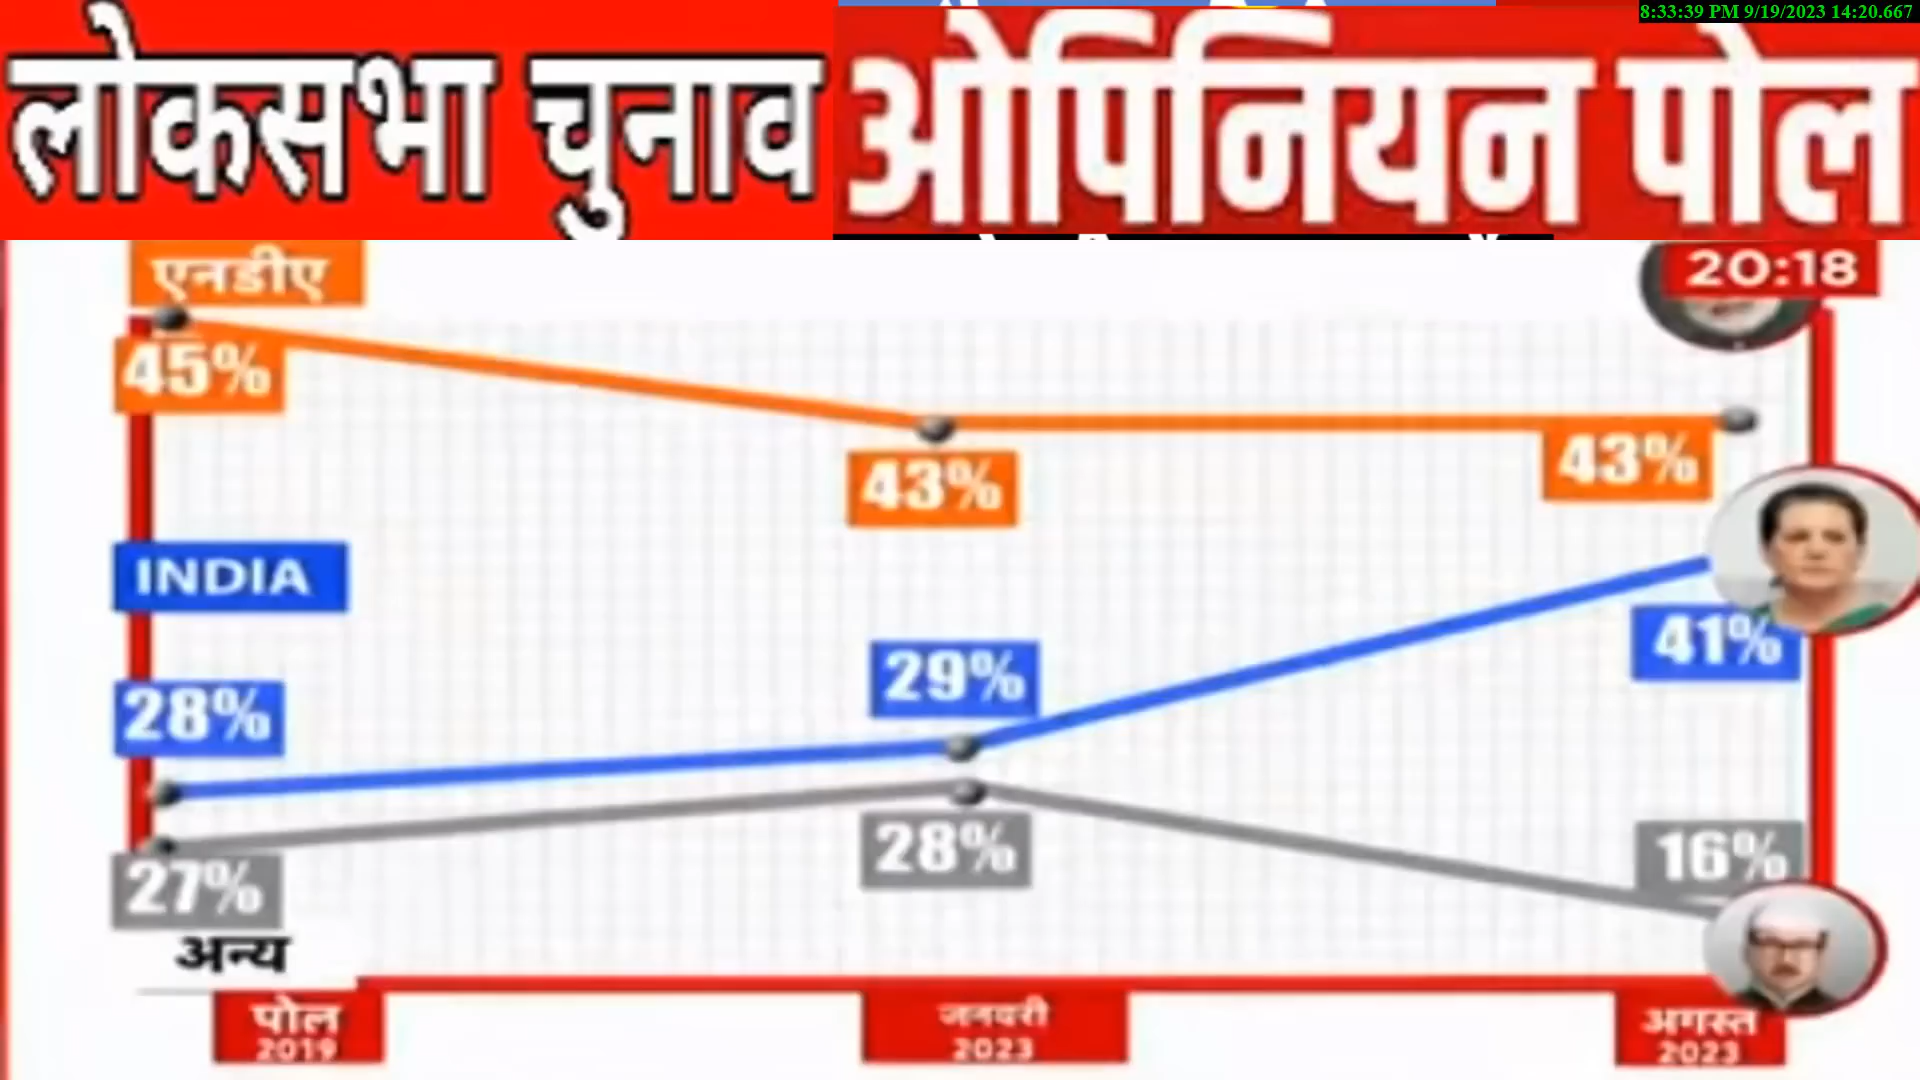 8:33:39 PM 9/19/2023 14:20.667
लोकसभा चुनाव ओपिनियन पोल
एनडीए
20:18
45%
43%
43%
INDIA
28%
29%
41%
27%
28%
16%
अन्य
पोल
2019
जनवरी
2023
अगस्त
2023